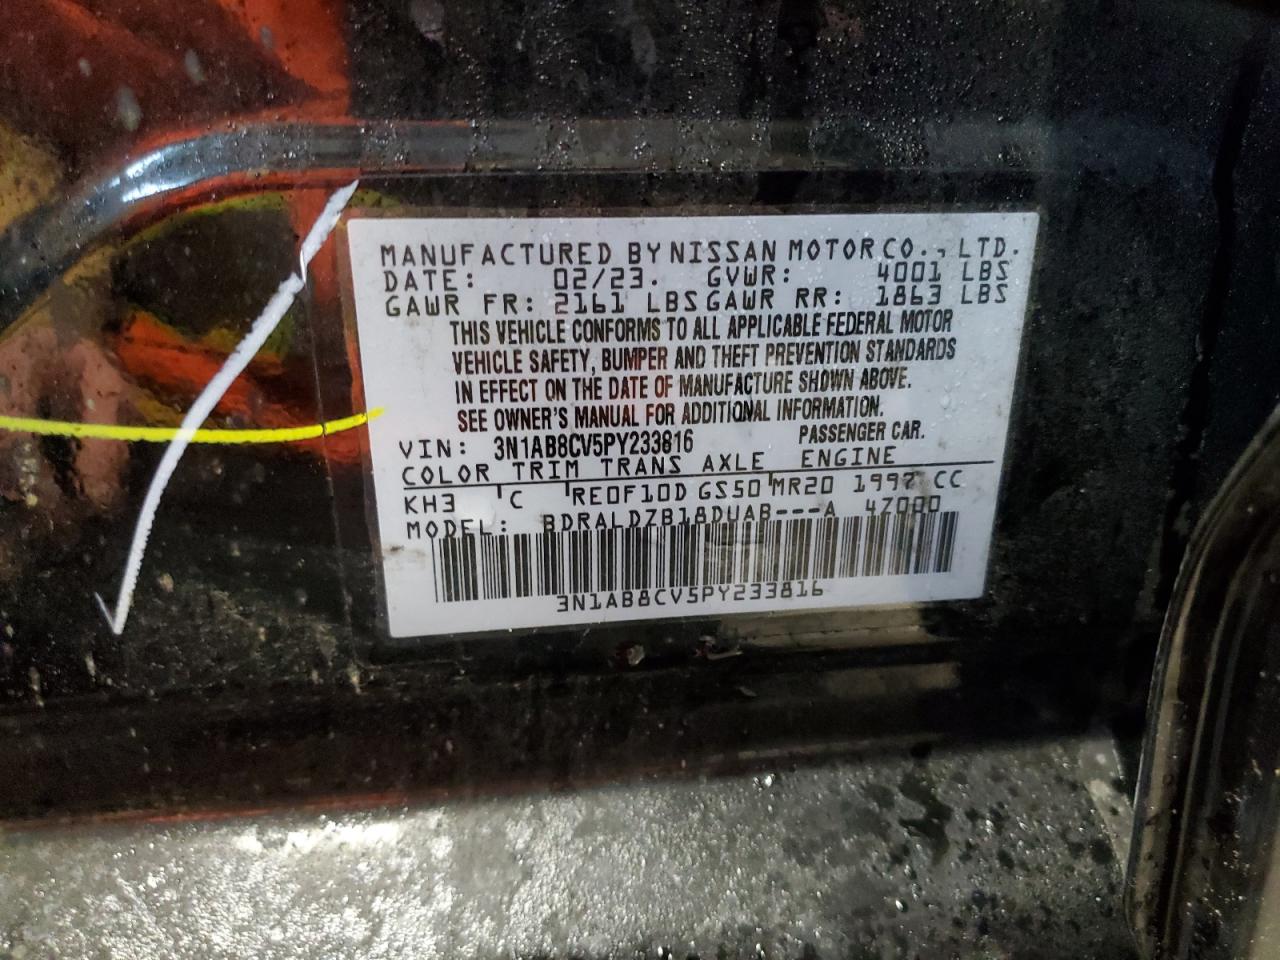 MANUFACTURED BY NISSAN MOTOR CO., LTD.
DATE: 02/23. GVWR: 4001 LBS
GAWR FR: 2161 LBS GAWR RR: 1863 LBS
THIS VEHICLE CONFORMS TO ALL APPLICABLE FEDERAL MOTOR
VEHICLE SAFETY, BUMPER AND THEFT PREVENTION STANDARDS
IN EFFECT ON THE DATE OF MANUFACTURE SHOWN ABOVE.
SEE OWNER'S MANUAL FOR ADDITIONAL INFORMATION.
VIN: 3N1AB8CV5PY233816 PASSENGER CAR.
COLOR TRIM TRANS AXLE ENGINE
KH3 C RE0F10D GS50 MR20 1997 CC
MODEL: BDRALDZB18DUAB---A 47000
3N1AB8CV5PY233816